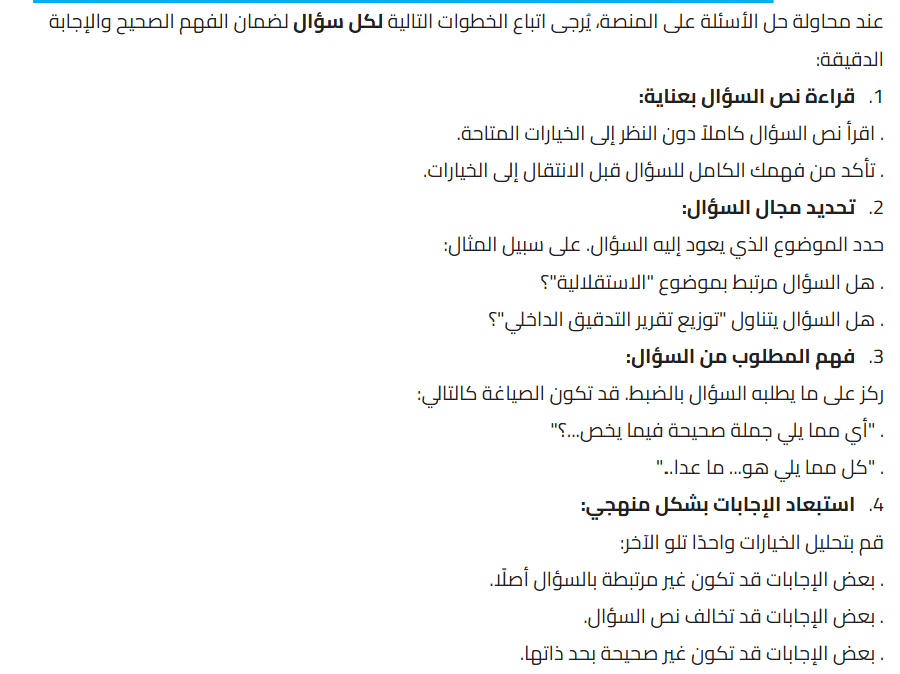 عند محاولة حل الأسئلة على المنصة، يُرجى اتباع الخطوات التالية لكل سؤال لضمان الفهم الصحيح والإجابة
الدقيقة:
1. قراءة نص السؤال بعناية:
. اقرأ نص السؤال كاملاً دون النظر إلى الخيارات المتاحة.
. تأكد من فهمك الكامل للسؤال قبل الانتقال إلى الخيارات.
2. تحديد مجال السؤال:
حدد الموضوع الذي يعود إليه السؤال. على سبيل المثال:
. هل السؤال مرتبط بموضوع "الاستقلالية"؟
. هل السؤال يتناول "توزيع تقرير التدقيق الداخلي"؟
3. فهم المطلوب من السؤال:
ركز على ما يطلبه السؤال بالضبط. قد تكون الصياغة كالتالي:
. "أي مما يلي جملة صحيحة فيما يخص...؟"
. "كل مما يلي هو... ما عدا..."
4. استبعاد الإجابات بشكل منهجي:
قم بتحليل الخيارات واحدًا تلو الآخر:
. بعض الإجابات قد تكون غير مرتبطة بالسؤال أصلًا.
. بعض الإجابات قد تخالف نص السؤال.
. بعض الإجابات قد تكون غير صحيحة بحد ذاتها.